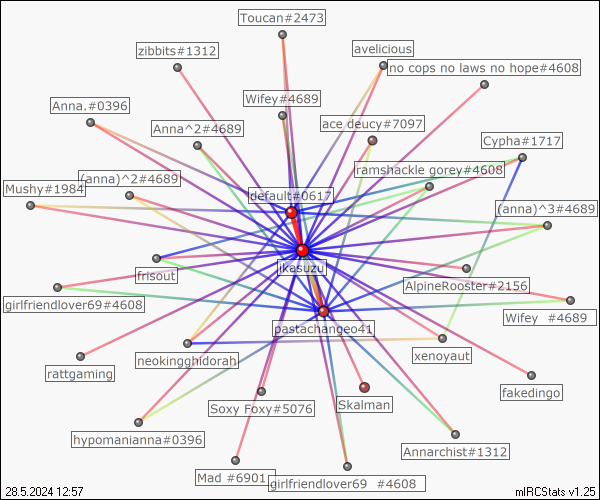 Toucan#2473
zibbits#1312
avelicious
no cops no laws no hope#4608
Anna.#0396
Wifey#4689
Anna^2#4689
ace deucy#7097
Cypha#1717
ramshackle gorey#4608
Mushy#1984
(anna)^2#4689
default#0617
(anna)^3#4689
frisout
ikasuzu
AlpineRooster#2156
girlfriendlover69#4608
Wifey #4689
pastachangeo41
neokingghidorah
xenoyaut
rattgaming
fakedingo
Soxy Foxy#5076
Skalman
hypomanianna#0396
Annarchist#1312
Mad #6901
girlfriendlover69 #4608
28.5.2024 12:57
mIRCStats v1.25